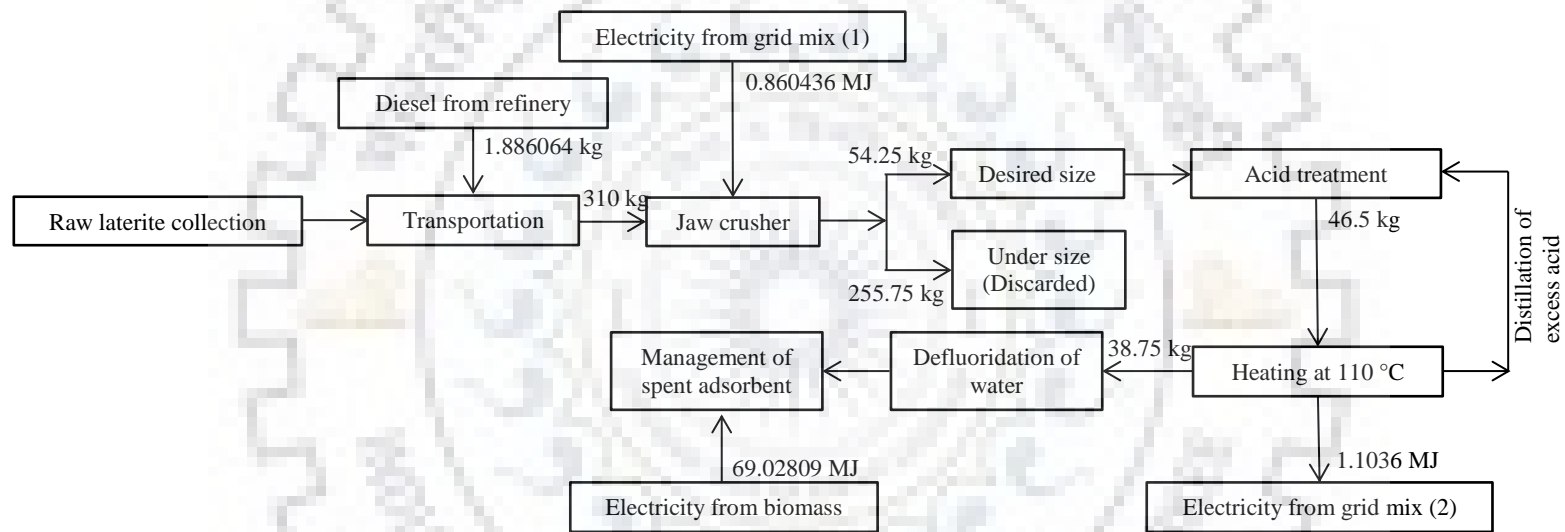 Electricity from grid mix (1)
0.860436 MJ
Diesel from refinery
1.886064 kg
Raw laterite collection
Transportation
310 kg
Jaw crusher
54.25 kg
Desired size
Acid treatment
46.5 kg
255.75 kg
Under size
(Discarded)
Distillation of
excess acid
Management of
spent adsorbent
Defluoridation of
water
38.75 kg
Heating at 110 °C
69.02809 MJ
Electricity from biomass
1.1036 MJ
Electricity from grid mix (2)